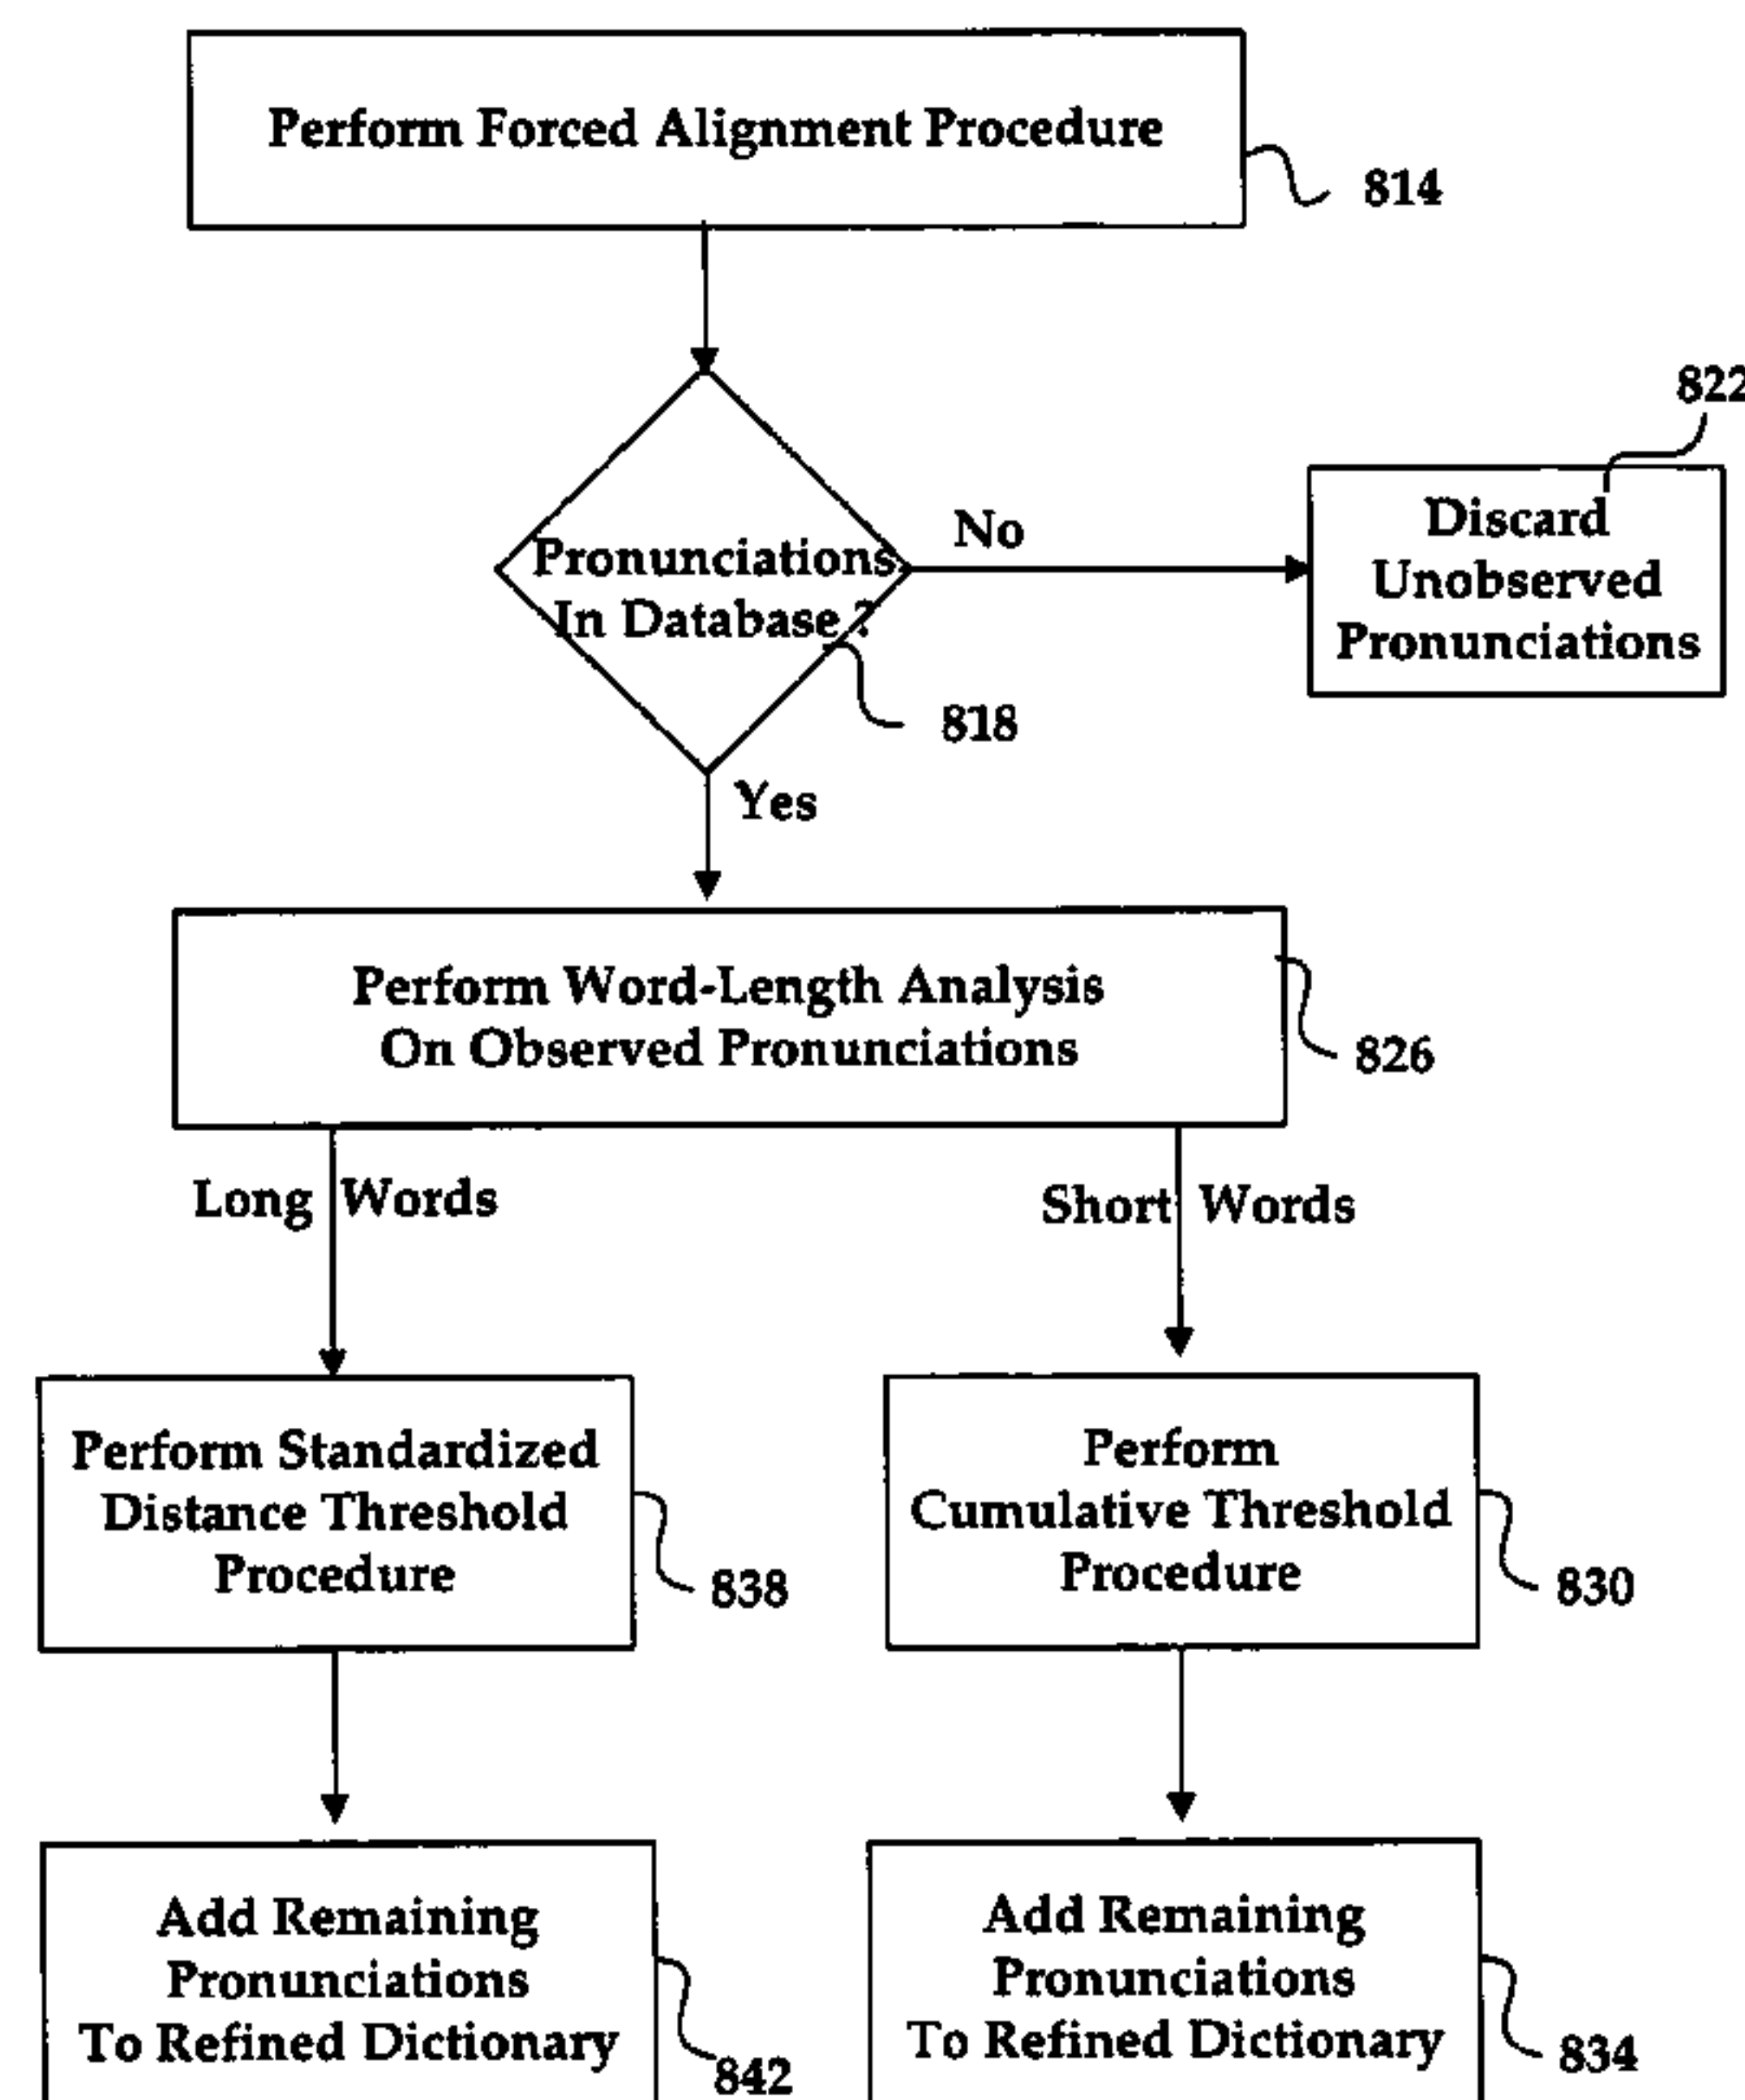 Perform Forced Alignment Procedure
814
822
No
Discard
Unobserved
Pronunciations
Pronunciations
In Database ?
818
Yes
Perform Word-Length Analysis
On Observed Pronunciations
826
Long Words
Short Words
Perform Standardized
Distance Threshold
Procedure
838
Perform
Cumulative Threshold
Procedure
830
Add Remaining
Pronunciations
To Refined Dictionary
842
Add Remaining
Pronunciations
To Refined Dictionary
834